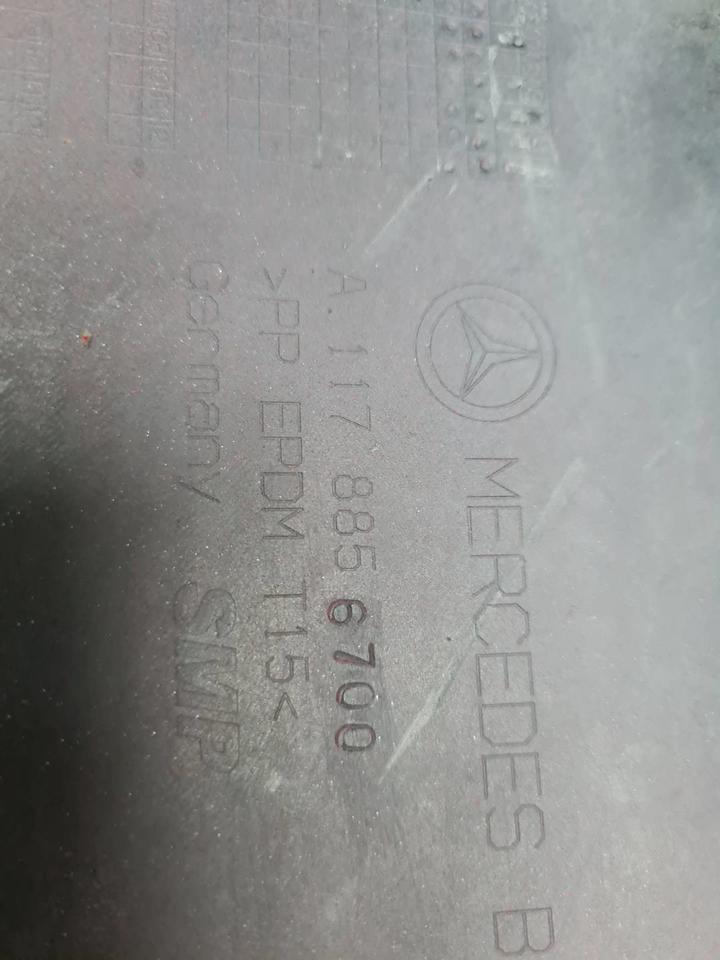 MERCEDES B
A 117 885 6700
>PP EPDM T15<
Germany SMP